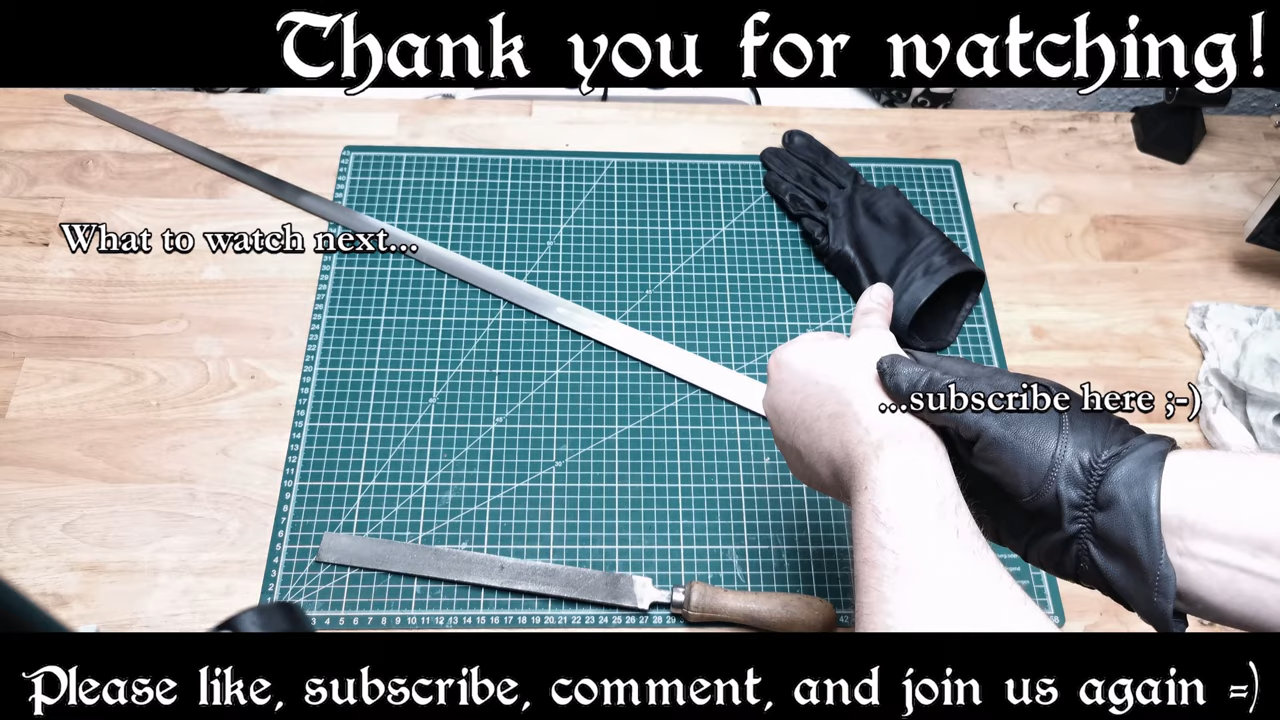 Thank you for watching!
What to watch next...
...subscribe here ;-)
Please like, subscribe, comment, and join us again =)